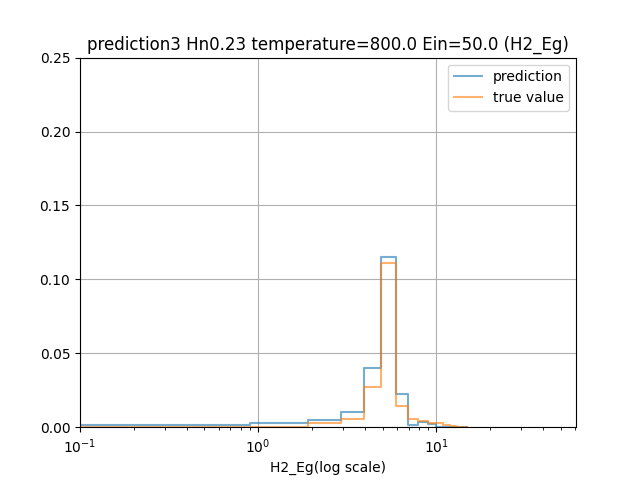 prediction3 Hn0.23 temperature=800.0 Ein=50.0 (H2_Eg)
prediction
true value
0.25
0.20
0.15
0.10
0.05
0.00
10⁻¹
10⁰
10¹
H2_Eg(log scale)